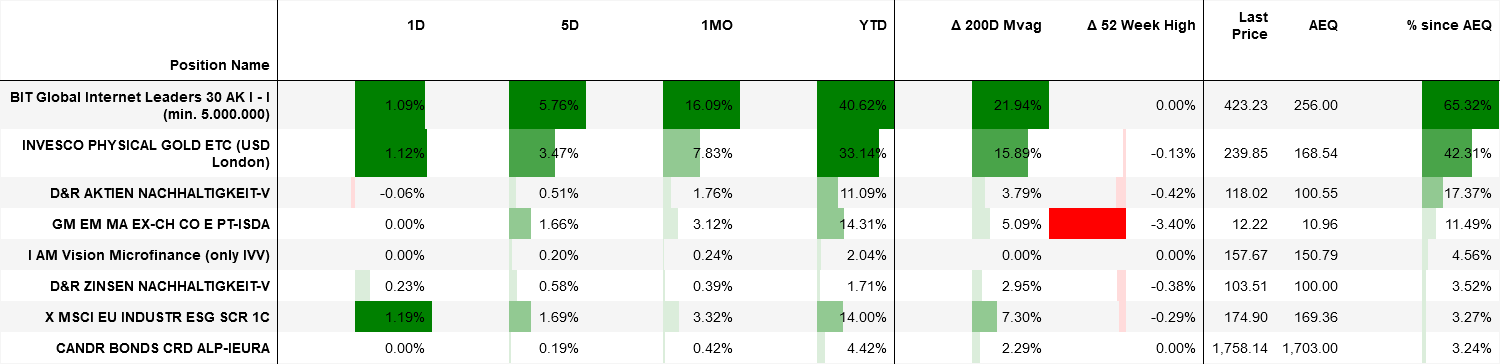 Position Name 1D 5D 1MO YTD Δ 200D Mvag Δ 52 Week High Last Price AEQ % since AEQ
BIT Global Internet Leaders 30 AK I - I (min. 5.000.000) 1.09% 5.76% 16.09% 40.62% 21.94% 0.00% 423.23 256.00 65.32%
INVESCO PHYSICAL GOLD ETC (USD London) 1.12% 3.47% 7.83% 33.14% 15.89% -0.13% 239.85 168.54 42.31%
D&R AKTIEN NACHHALTIGKEIT-V -0.06% 0.51% 1.76% 11.09% 3.79% -0.42% 118.02 100.55 17.37%
GM EM MA EX-CH CO E PT-ISDA 0.00% 1.66% 3.12% 14.31% 5.09% -3.40% 12.22 10.96 11.49%
I AM Vision Microfinance (only IVV) 0.00% 0.20% 0.24% 2.04% 0.00% 0.00% 157.67 150.79 4.56%
D&R ZINSEN NACHHALTIGKEIT-V 0.23% 0.58% 0.39% 1.71% 2.95% -0.38% 103.51 100.00 3.52%
X MSCI EU INDUSTR ESG SCR 1C 1.19% 1.69% 3.32% 14.00% 7.30% -0.29% 174.90 169.36 3.27%
CANDR BONDS CRD ALP-IEURA 0.00% 0.19% 0.42% 4.42% 2.29% 0.00% 1,758.14 1,703.00 3.24%